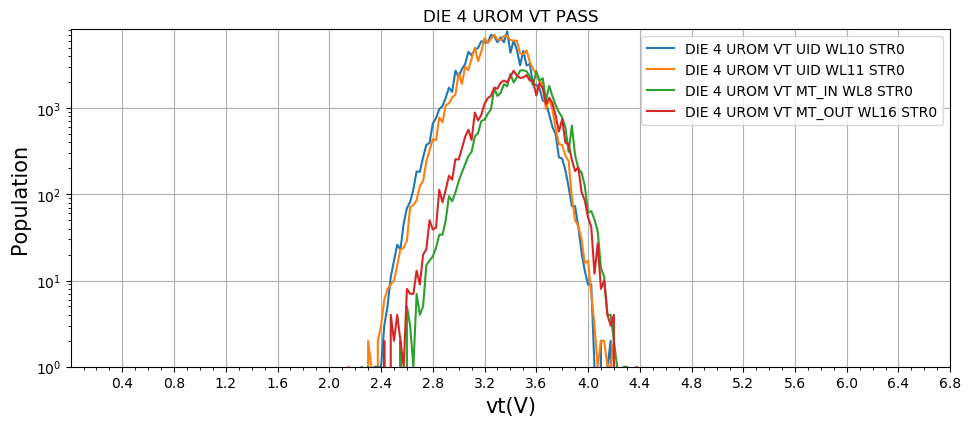 DIE 4 UROM VT PASS
DIE 4 UROM VT UID WL10 STR0
DIE 4 UROM VT UID WL11 STR0
DIE 4 UROM VT MT_IN WL8 STR0
DIE 4 UROM VT MT_OUT WL16 STR0
Population
10³
10²
10¹
10⁰
0.4 0.8 1.2 1.6 2.0 2.4 2.8 3.2 3.6 4.0 4.4 4.8 5.2 5.6 6.0 6.4 6.8
vt(V)